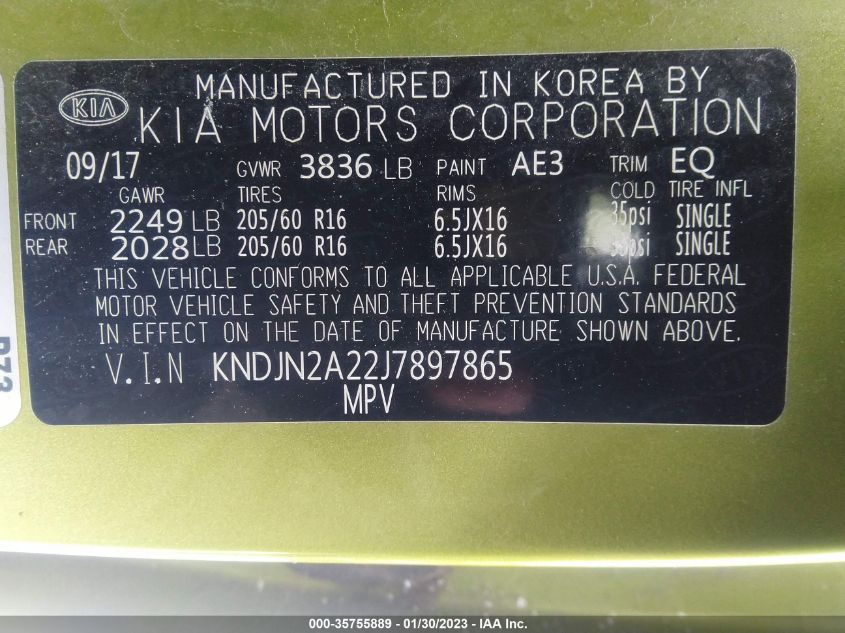 MANUFACTURED IN KOREA BY
KIA
KIA MOTORS CORPORATION
09/17 GVWR 3836 LB PAINT AE3 TRIM EQ
GAWR TIRES RIMS COLD TIRE INFL
FRONT 2249 LB 205/60 R16 6.5JX16 35psi SINGLE
REAR 2028 LB 205/60 R16 6.5JX16 SINGLE
THIS VEHICLE CONFORMS TO ALL APPLICABLE U.S.A. FEDERAL
MOTOR VEHICLE SAFETY AND THEFT PREVENTION STANDARDS
IN EFFECT ON THE DATE OF MANUFACTURE SHOWN ABOVE.
V.I.N KNDJN2A22J7897865
MPV
000-35755889 - 01/30/2023 - IAA Inc.